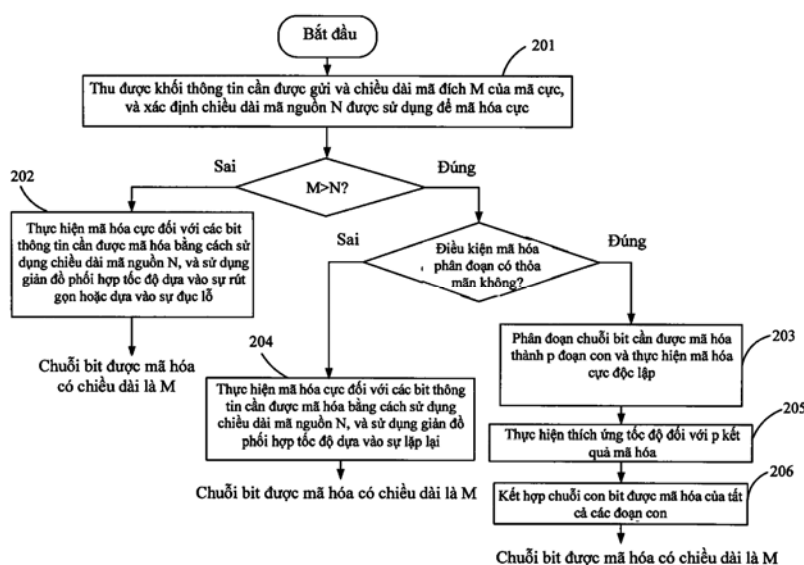 Bắt đầu
201
Thu được khối thông tin cần được gửi và chiều dài mã đích M của mã cực,
và xác định chiều dài mã nguồn N được sử dụng để mã hóa cực
Sai
Đúng
M>N?
202
Thực hiện mã hóa cực đối với các bit
thông tin cần được mã hóa bằng cách sử
dụng chiều dài mã nguồn N, và sử dụng
giản đồ phối hợp tốc độ dựa vào sự rút
gọn hoặc dựa vào sự đục lỗ
Chuỗi bit được mã hóa
có chiều dài là M
Sai
Đúng
Điều kiện mã hóa
phân đoạn có thỏa
mãn không?
204
Thực hiện mã hóa cực đối với các bit thông
tin cần được mã hóa bằng cách sử dụng
chiều dài mã nguồn N, và sử dụng giản đồ
phối hợp tốc độ dựa vào sự lặp lại
Chuỗi bit được mã hóa có chiều dài là M
Phân đoạn chuỗi bit cần được mã hóa
thành p đoạn con và thực hiện mã hóa
cực độc lập
203
205
Thực hiện thích ứng tốc độ đối với p kết
quả mã hóa
206
Kết hợp chuỗi con bit được mã hóa của tất
cả các đoạn con
Chuỗi bit được mã hóa có chiều dài là M